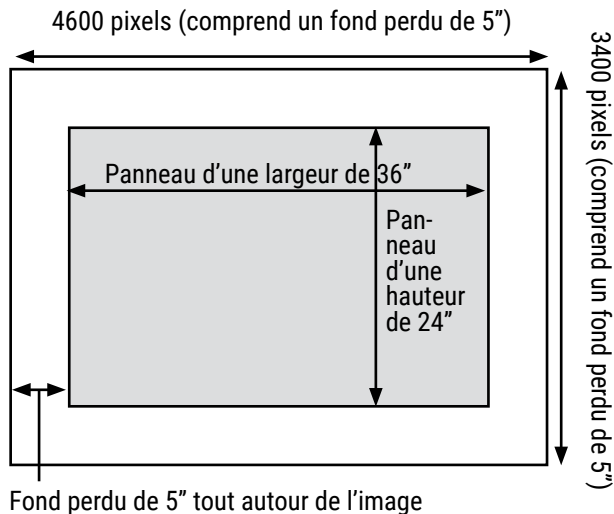 4600 pixels (comprend un fond perdu de 5”)
3400 pixels (comprend un fond perdu de 5”)
Panneau d’une largeur de 36”
Pan-
neau
d’une
hauteur
de 24”
Fond perdu de 5” tout autour de l’image